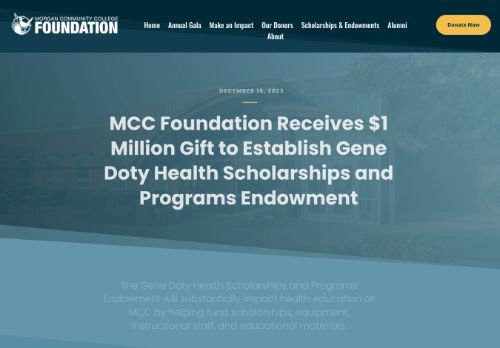 MORGAN COMMUNITY COLLEGE
FOUNDATION
Home Annual Gala Make an Impact Our Donors Scholarships & Endowments Alumni
About
Donate Now
DECEMBER 15, 2023
MCC Foundation Receives $1
Million Gift to Establish Gene
Doty Health Scholarships and
Programs Endowment
The Gene Doty Health Scholarships and Programs
Endowment will substantially impact health education at
MCC by helping fund scholarships, equipment,
instructional staff, and educational materials.